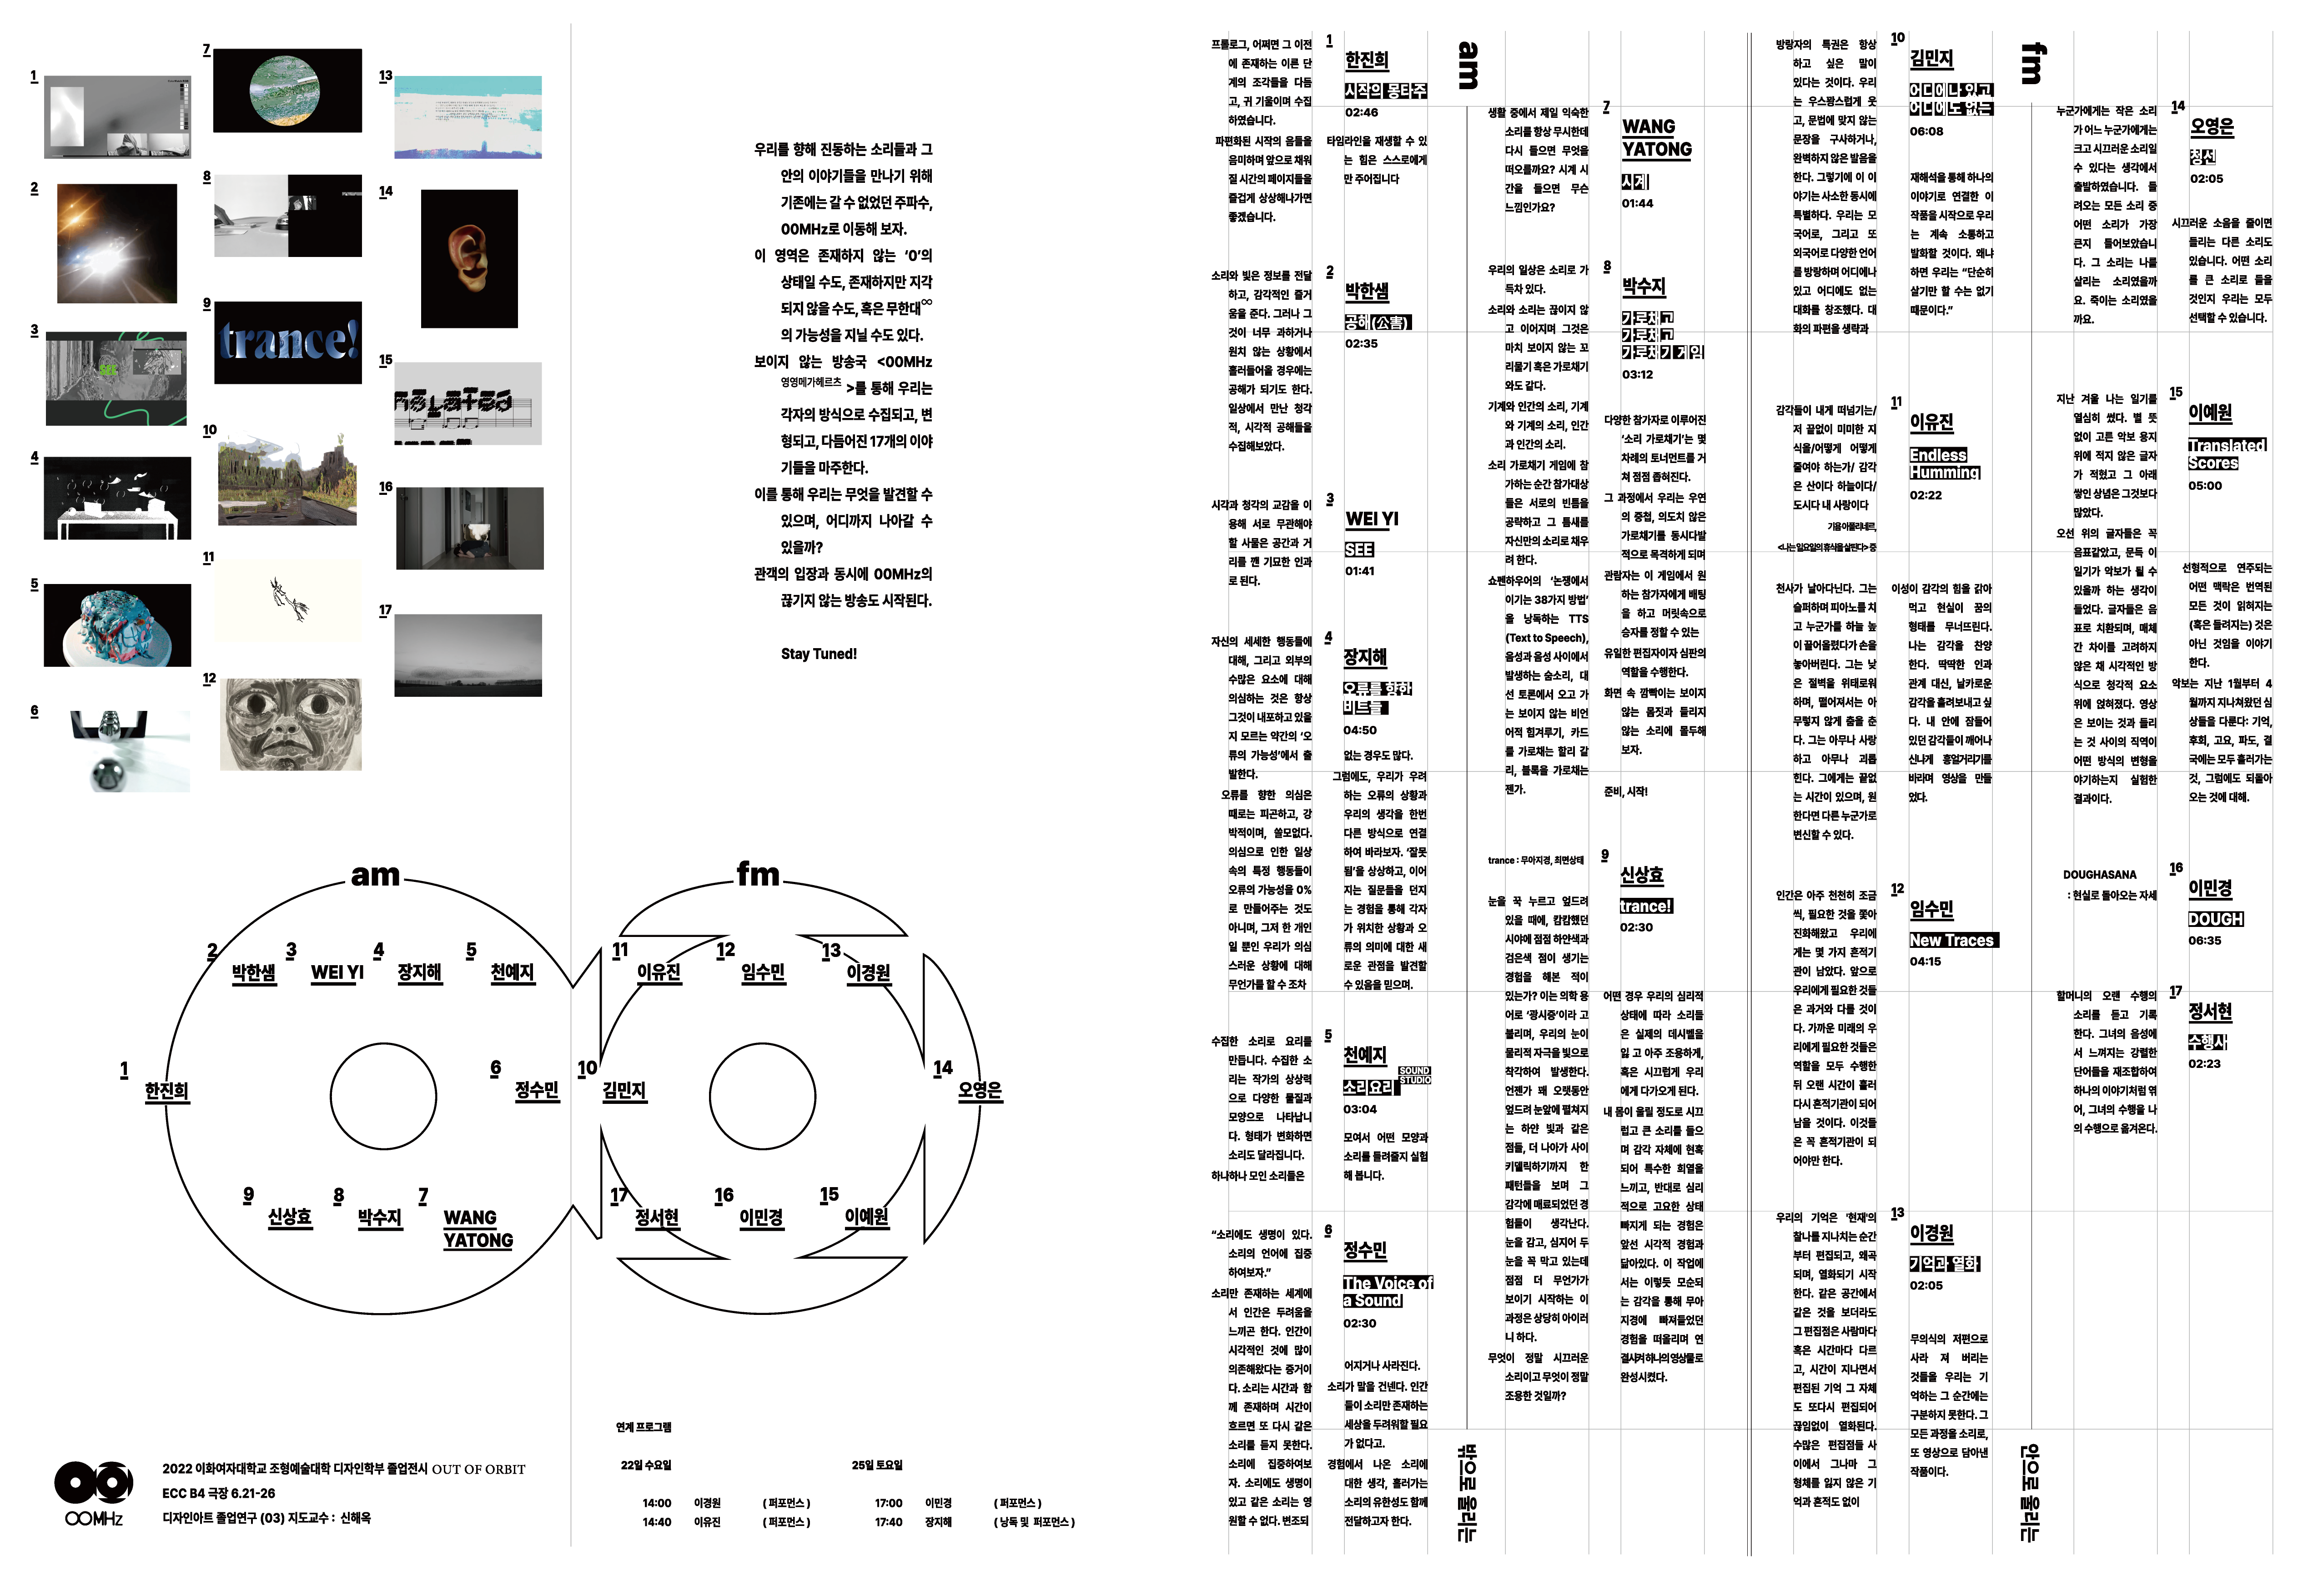 1
2
3
4
5
6
7
8
9
trance!
10
11
12
13
14
15
16
17
SEE
우리를 향해 진동하는 소리들과 그
안의 이야기들을 만나기 위해
기존에는 갈 수 없었던 주파수,
00MHz로 이동해 보자.
이 영역은 존재하지 않는 ‘0’의
상태일 수도, 존재하지만 지각
되지 않을 수도, 혹은 무한대∞
의 가능성을 지닐 수도 있다.
보이지 않는 방송국 <00MHz
영영메가헤르츠 >를 통해 우리는
각자의 방식으로 수집되고, 변
형되고, 다듬어진 17개의 이야
기들을 마주한다.
이를 통해 우리는 무엇을 발견할 수
있으며, 어디까지 나아갈 수
있을까?
관객의 입장과 동시에 00MHz의
끊기지 않는 방송도 시작된다.
Stay Tuned!
am
fm
2 박한샘
3 WEI YI
4 장지해
5 천예지
11 이유진
12 임수민
13 이경원
1 한진희
6 정수민
10 김민지
14 오영은
9 신상효
8 박수지
7 WANG
YATONG
17 정서현
16 이민경
15 이예원
연계 프로그램
22일 수요일
25일 토요일
14:00 이경원 ( 퍼포먼스 )
17:00 이민경 ( 퍼포먼스 )
14:40 이유진 ( 퍼포먼스 )
17:40 장지해 ( 낭독 및 퍼포먼스 )
00MHz
2022 이화여자대학교 조형예술대학 디자인학부 졸업전시 OUT OF ORBIT
ECC B4 극장 6.21-26
디자인아트 졸업연구 (03) 지도교수 : 신해옥
am
1
한진희
시작의 몽타주
02:46
프롤로그, 어쩌면 그 이전
에 존재하는 이른 단
계의 조각들을 다듬
고, 귀 기울이며 수집
하였습니다.
파편화된 시작의 음들을
음미하며 앞으로 채워
질 시간의 페이지들을
즐겁게 상상해나가면
좋겠습니다.
타임라인을 재생할 수 있
는 힘은 스스로에게
만 주어집니다
2
박한샘
공해(公害)
02:35
소리와 빛은 정보를 전달
하고, 감각적인 즐거
움을 준다. 그러나 그
것이 너무 과하거나
원치 않는 상황에서
흘러들어올 경우에는
공해가 되기도 한다.
일상에서 만난 청각
적, 시각적 공해들을
수집해보았다.
3
WEI YI
SEE
01:41
시각과 청각의 교감을 이
용해 서로 무관해야
할 사물은 공간과 거
리를 깬 기묘한 인과
로 된다.
4
장지해
오류를 향한
비트들
04:50
자신의 세세한 행동들에
대해, 그리고 외부의
수많은 요소에 대해
의심하는 것은 항상
그것이 내포하고 있을
지 모르는 약간의 ‘오
류의 가능성’에서 출
발한다.
오류를 향한 의심은
때로는 피곤하고, 강
박적이며, 쓸모없다.
의심으로 인한 일상
속의 특정 행동들이
오류의 가능성을 0%
로 만들어주는 것도
아니며, 그저 한 개인
일 뿐인 우리가 의심
스러운 상황에 대해
무언가를 할 수 조차
없는 경우도 많다.
그럼에도, 우리가 우려
하는 오류의 상황과
우리의 생각을 한번
다른 방식으로 연결
하여 바라보자. ‘잘못
됨’을 상상하고, 이어
지는 질문들을 던지
는 경험을 통해 각자
가 위치한 상황과 오
류의 의미에 대한 새
로운 관점을 발견할
수 있음을 믿으며.
5
천예지
소리요리 SOUND
STUDIO
03:04
수집한 소리로 요리를
만듭니다. 수집한 소
리는 작가의 상상력
으로 다양한 물질과
모양으로 나타납니
다. 형태가 변화하면
소리도 달라집니다.
하나하나 모인 소리들은
모여서 어떤 모양과
소리를 들려줄지 실험
해 봅니다.
6
정수민
The Voice of
a Sound
02:30
“소리에도 생명이 있다.
소리의 언어에 집중
하여보자.”
소리만 존재하는 세계에
서 인간은 두려움을
느끼곤 한다. 인간이
시각적인 것에 많이
의존해왔다는 증거이
다. 소리는 시간과 함
께 존재하며 시간이
흐르면 또 다시 같은
소리를 듣지 못한다.
소리에 집중하여보
자. 소리에도 생명이
있고 같은 소리는 영
원할 수 없다. 변조되
어지거나 사라진다.
소리가 말을 건넨다. 인간
들이 소리만 존재하는
세상을 두려워할 필요
가 없다고.
경험에서 나온 소리에
대한 생각, 흘러가는
소리의 유한성도 함께
전달하고자 한다.
7
WANG
YATONG
시계
01:44
생활 중에서 제일 익숙한
소리를 항상 무시한데
다시 들으면 무엇을
떠오를까요? 시계 시
간을 들으면 무슨
느낌인가요?
8
박수지
가로채고
가로채고
가로채기 게임
03:12
우리의 일상은 소리로 가
득차 있다.
소리와 소리는 끊이지 않
고 이어지며 그것은
마치 보이지 않는 꼬
리물기 혹은 가로채기
와도 같다.
기계와 인간의 소리, 기계
와 기계의 소리, 인간
과 인간의 소리.
소리 가로채기 게임에 참
가하는 순간 참가대상
들은 서로의 빈틈을
공략하고 그 틈새를
자신만의 소리로 채우
려 한다.
쇼펜하우어의 ‘논쟁에서
이기는 38가지 방법’
을 낭독하는 TTS
(Text to Speech),
음성과 음성 사이에서
발생하는 숨소리, 대
선 토론에서 오고 가
는 보이지 않는 비언
어적 힘겨루기, 카드
를 가로채는 할리 갈
리, 블록을 가로채는
젠가.
다양한 참가자로 이루어진
‘소리 가로채기’는 몇
차례의 토너먼트를 거
쳐 점점 좁혀진다.
그 과정에서 우리는 우연
의 중첩, 의도치 않은
가로채기를 동시다발
적으로 목격하게 되며
관람자는 이 게임에서 원
하는 참가자에게 배팅
을 하고 머릿속으로
승자를 정할 수 있는
유일한 편집자이자 심판의
역할을 수행한다.
화면 속 깜빡이는 보이지
않는 몸짓과 들리지
않는 소리에 몰두해
보자.
준비, 시작!
9
신상효
trance!
02:30
trance : 무아지경, 최면상태
눈을 꾹 누르고 엎드려
있을 때에, 캄캄했던
시야에 점점 하얀색과
검은색 점이 생기는
경험을 해본 적이
있는가? 이는 의학 용
어로 ‘광시증’이라 고
불리며, 우리의 눈이
물리적 자극을 빛으로
착각하여 발생한다.
언젠가 꽤 오랫동안
엎드려 눈앞에 펼쳐지
는 하얀 빛과 같은
점들, 더 나아가 사이
키델릭하기까지 한
패턴들을 보며 그
감각에 매료되었던 경
험들이 생각난다.
눈을 감고, 심지어 두
눈을 꼭 막고 있는데
점점 더 무언가가
보이기 시작하는 이
과정은 상당히 아이러
니 하다.
무엇이 정말 시끄러운
소리이고 무엇이 정말
조용한 것일까?
어떤 경우 우리의 심리적
상태에 따라 소리들
은 실제의 데시벨을
잃 고 아주 조용하게,
혹은 시끄럽게 우리
에게 다가오게 된다.
내 몸이 울릴 정도로 시끄
럽고 큰 소리를 들으
며 감각 자체에 현혹
되어 특수한 희열을
느끼고, 반대로 심리
적으로 고요한 상태
빠지게 되는 경험은
앞선 시각적 경험과
닮아있다. 이 작업에
서는 이렇듯 모순되
는 감각을 통해 무아
지경에 빠져들었던
경험을 떠올리며 연
결시켜 하나의 영상물로
완성시켰다.
밖으로 울리는
fm
10
김민지
어디에나 있고
어디에도 없는
06:08
방랑자의 특권은 항상
하고 싶은 말이
있다는 것이다. 우리
는 우스꽝스럽게 웃
고, 문법에 맞지 않는
문장을 구사하거나,
완벽하지 않은 발음을
한다. 그렇기에 이 이
야기는 사소한 동시에
특별하다. 우리는 모
국어로, 그리고 또
외국어로 다양한 언어
를 방랑하며 어디에나
있고 어디에도 없는
대화를 창조했다. 대
화의 파편을 생략과
재해석을 통해 하나의
이야기로 연결한 이
작품을 시작으로 우리
는 계속 소통하고
발화할 것이다. 왜냐
하면 우리는 “단순히
살기만 할 수는 없기
때문이다.”
11
이유진
Endless
Humming
02:22
감각들이 내게 떠넘기는/
저 끝없이 미미한 지
식을/어떻게 어떻게
줄여야 하는가/ 감각
은 산이다 하늘이다/
도시다 내 사랑이다
기욤 아폴리네르,
<나는 일요일의 휴식을 살핀다> 중
천사가 날아다닌다. 그는
슬퍼하며 피아노를 치
고 누군가를 하늘 높
이 끌어올렸다가 손을
놓아버린다. 그는 낮
은 절벽을 위태로워
하며, 떨어져서는 아
무렇지 않게 춤을 춘
다. 그는 아무나 사랑
하고 아무나 괴롭
힌다. 그에게는 끝없
는 시간이 있으며, 원
한다면 다른 누군가로
변신할 수 있다.
이성이 감각의 힘을 갉아
먹고 현실이 꿈의
형태를 무너뜨린다.
나는 감각을 찬양
한다. 딱딱한 인과
관계 대신, 날카로운
감각을 흘려보내고 싶
다. 내 안에 잠들어
있던 감각들이 깨어나
신나게 흥얼거리기를
바라며 영상을 만들
었다.
12
임수민
New Traces
04:15
인간은 아주 천천히 조금
씩, 필요한 것을 쫓아
진화해왔고 우리에
게는 몇 가지 흔적기
관이 남았다. 앞으로
우리에게 필요한 것들
은 과거와 다를 것이
다. 가까운 미래의 우
리에게 필요한 것들은
역할을 모두 수행한
뒤 오랜 시간이 흘러
다시 흔적기관이 되어
남을 것이다. 이것들
은 꼭 흔적기관이 되
어야만 한다.
13
이경원
기억과 열화
02:05
우리의 기억은 ‘현재’의
찰나를 지나치는 순간
부터 편집되고, 왜곡
되며, 열화되기 시작
한다. 같은 공간에서
같은 것을 보더라도
그 편집점은 사람마다
혹은 시간마다 다르
고, 시간이 지나면서
편집된 기억 그 자체
도 또다시 편집되어
끊임없이 열화된다.
수많은 편집점들 사
이에서 그나마 그
형체를 잃지 않은 기
억과 흔적도 없이
무의식의 저편으로
사라 져 버리는
것들을 우리는 기
억하는 그 순간에는
구분하지 못한다. 그
모든 과정을 소리로,
또 영상으로 담아낸
작품이다.
14
오영은
청선
02:05
누군가에게는 작은 소리
가 어느 누군가에게는
크고 시끄러운 소리일
수 있다는 생각에서
출발하였습니다. 들
려오는 모든 소리 중
어떤 소리가 가장
큰지 들어보았습니
다. 그 소리는 나를
살리는 소리였을까
요. 죽이는 소리였을
까요.
시끄러운 소음을 줄이면
들리는 다른 소리도
있습니다. 어떤 소리
를 큰 소리로 들을
것인지 우리는 모두
선택할 수 있습니다.
15
이예원
Translated
Scores
05:00
지난 겨울 나는 일기를
열심히 썼다. 별 뜻
없이 고른 악보 용지
위에 적지 않은 글자
가 적혔고 그 아래
쌓인 상념은 그것보다
많았다.
오선 위의 글자들은 꼭
음표같았고, 문득 이
일기가 악보가 될 수
있을까 하는 생각이
들었다. 글자들은 음
표로 치환되며, 매체
간 차이를 고려하지
않은 채 시각적인 방
식으로 청각적 요소
위에 얹혀졌다. 영상
은 보이는 것과 들리
는 것 사이의 직역이
어떤 방식의 변형을
야기하는지 실험한
결과이다.
선형적으로 연주되는
어떤 맥락은 번역된
모든 것이 읽혀지는
(혹은 들려지는) 것은
아닌 것임을 이야기
한다.
악보는 지난 1월부터 4
월까지 지나쳐왔던 심
상들을 다룬다: 기억,
후회, 고요, 파도, 결
국에는 모두 흘러가는
것, 그럼에도 되돌아
오는 것에 대해.
16
이민경
DOUGH
06:35
DOUGHASANA
: 현실로 돌아오는 자세
17
정서현
수행사
02:23
할머니의 오랜 수행의
소리를 듣고 기록
한다. 그녀의 음성에
서 느껴지는 강렬한
단어들을 재조합하여
하나의 이야기처럼 엮
어, 그녀의 수행을 나
의 수행으로 옮겨온다.
안으로 울리는